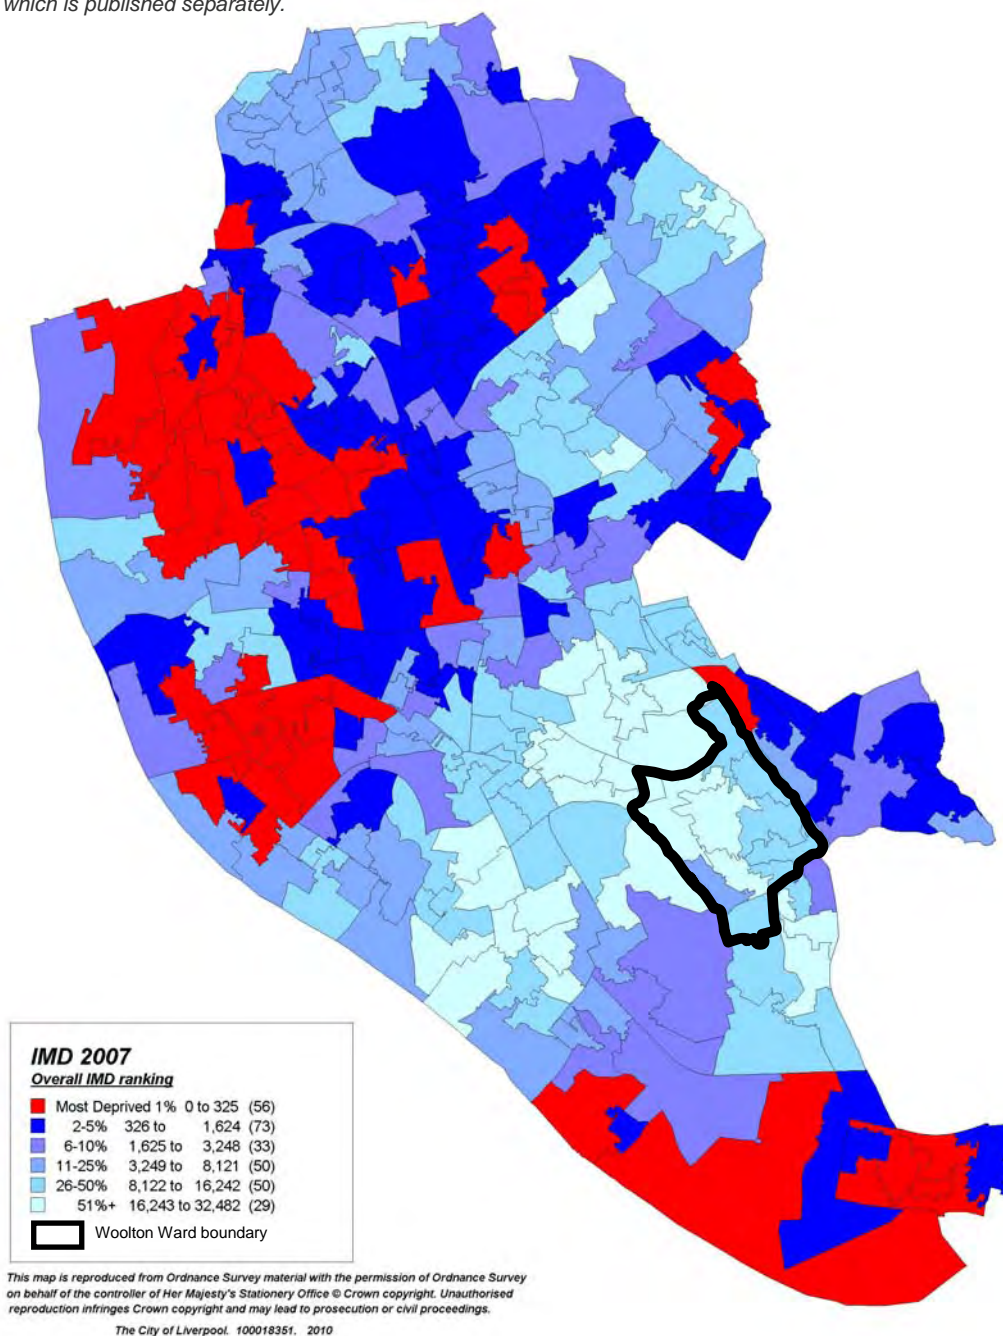 which is published separately.
IMD 2007
Overall IMD ranking
Most Deprived 1% 0 to 325 (56)
2-5% 326 to 1,624 (73)
6-10% 1,625 to 3,248 (33)
11-25% 3,249 to 8,121 (50)
26-50% 8,122 to 16,242 (50)
51%+ 16,243 to 32,482 (29)
Woolton Ward boundary
This map is reproduced from Ordnance Survey material with the permission of Ordnance Survey
on behalf of the controller of Her Majesty's Stationery Office © Crown copyright. Unauthorised
reproduction infringes Crown copyright and may lead to prosecution or civil proceedings.
The City of Liverpool. 100018351. 2010